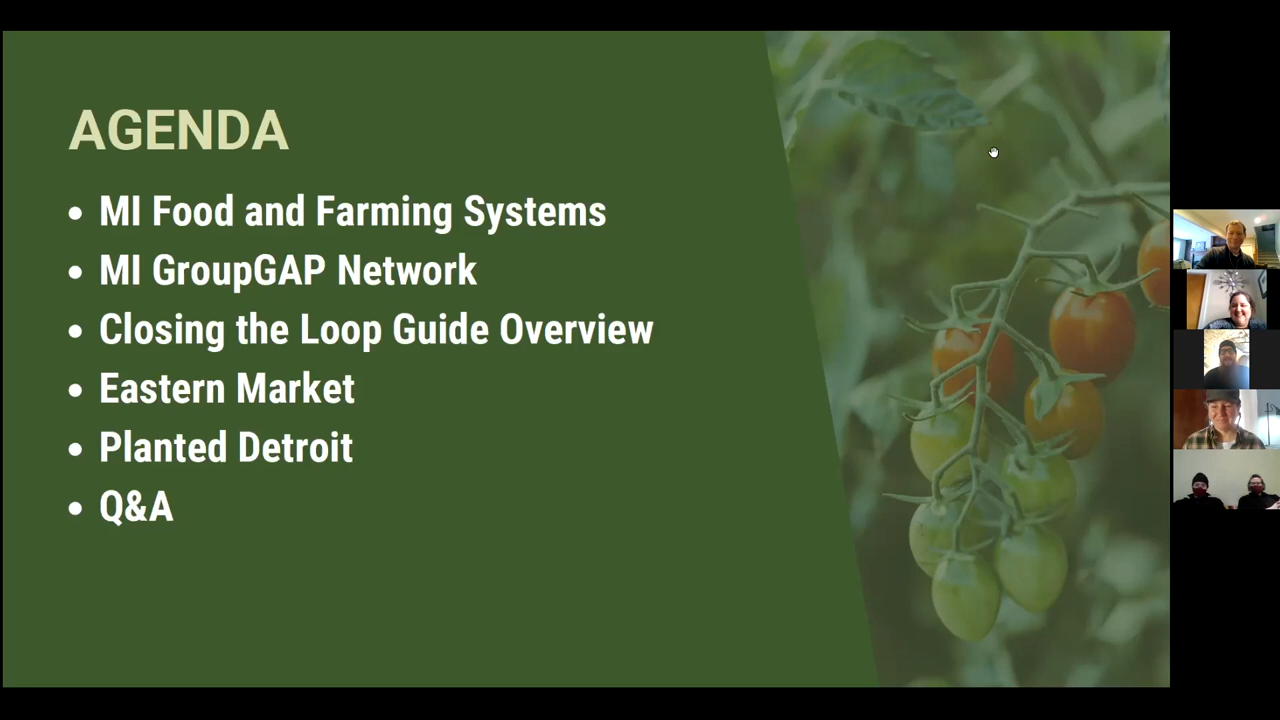 AGENDA
MI Food and Farming Systems
MI GroupGAP Network
Closing the Loop Guide Overview
Eastern Market
Planted Detroit
Q&A